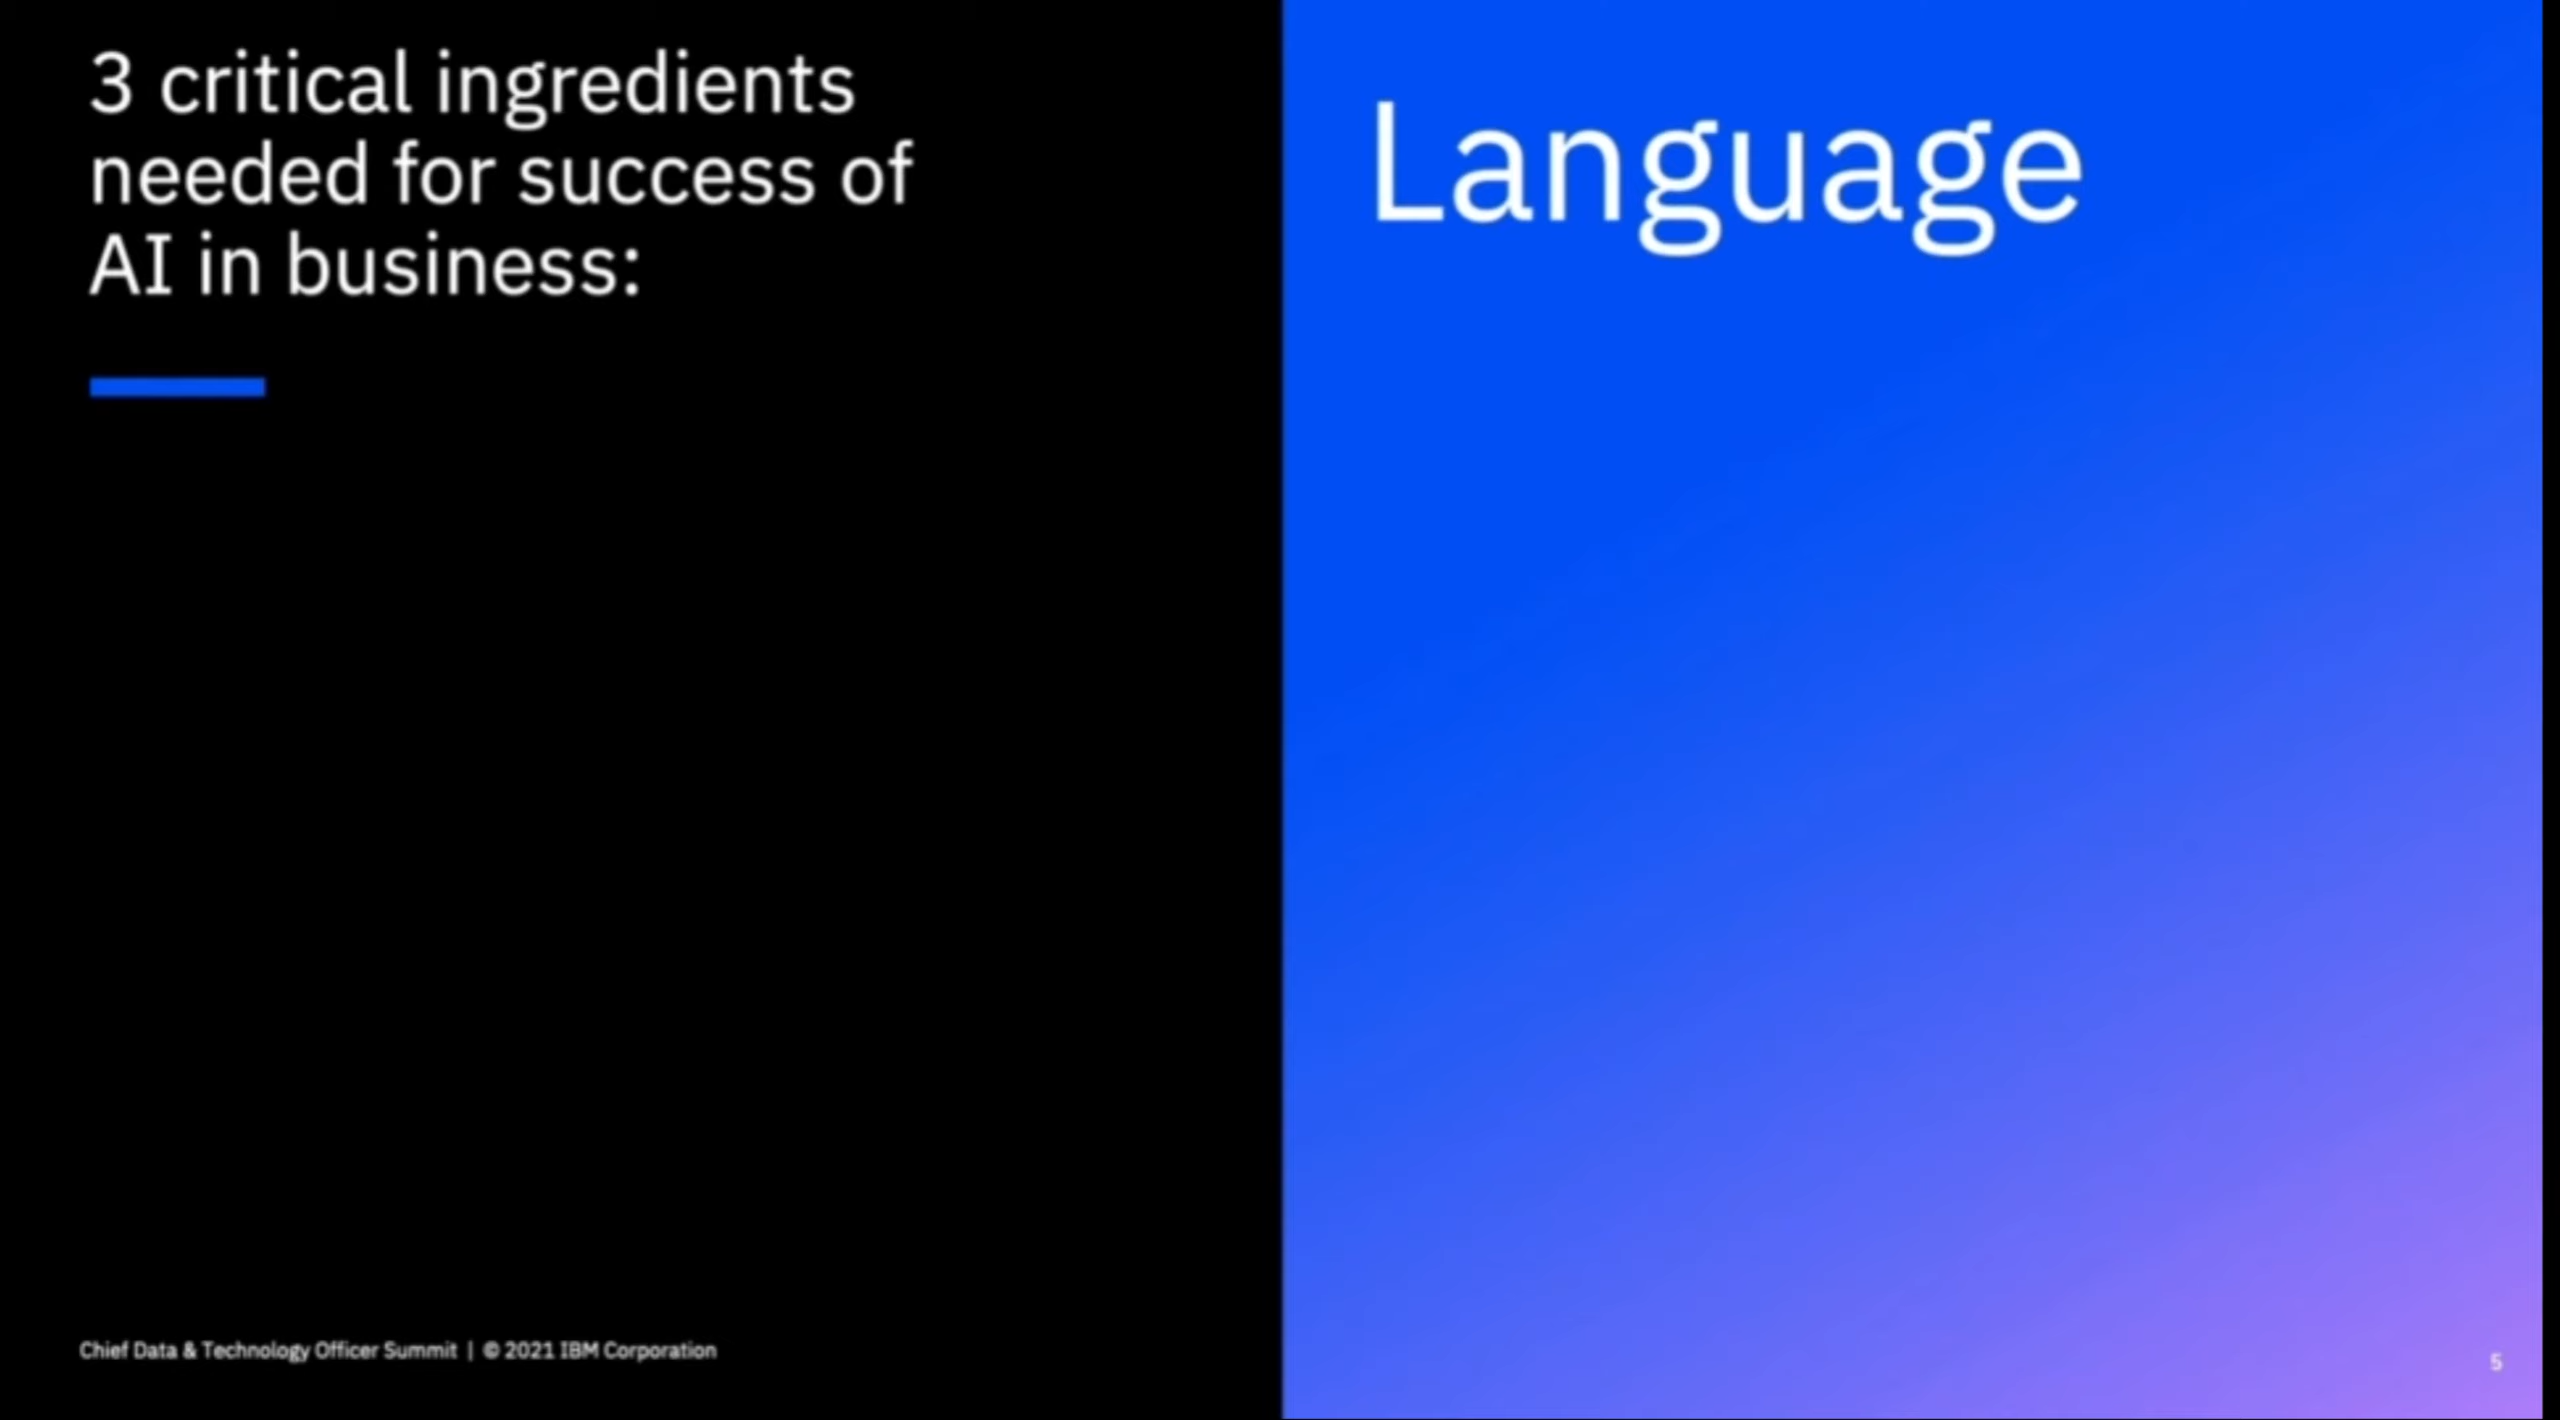 3 critical ingredients
needed for success of
AI in business:
Language
Chief Data & Technology Officer Summit | © 2021 IBM Corporation
5